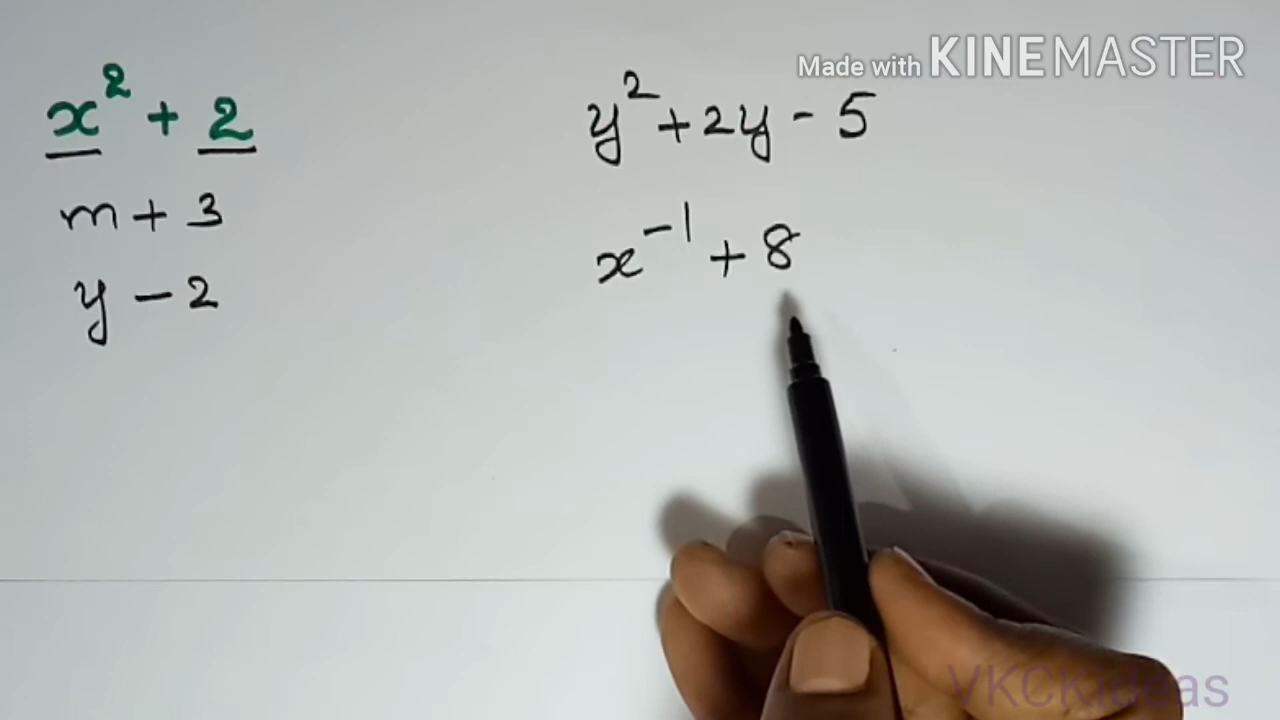 Made with KINEMASTER
x² + 2
m + 3
y - 2
y² + 2y - 5
x⁻¹ + 8
VKCKideas